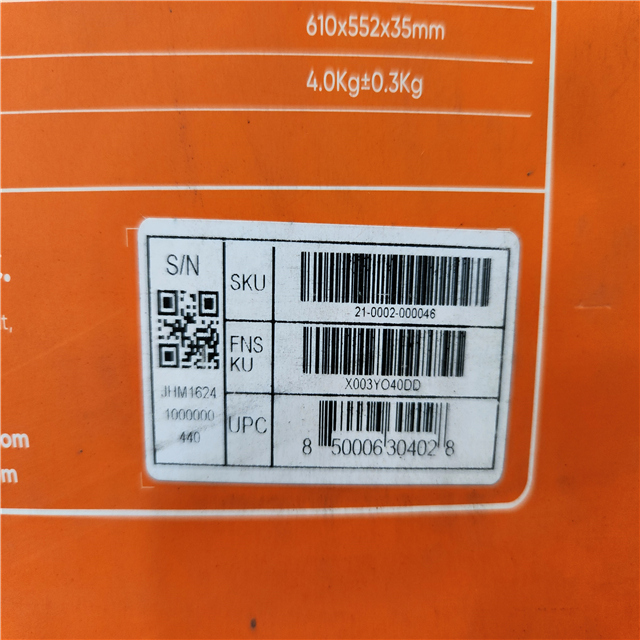 610x552x35mm
4.0Kg±0.3Kg
S/N
JHM1624
1000000
440
SKU
21-0002-000046
FNS
KU
X003YO40DD
UPC
8 50006 30402 8
t,
om
m